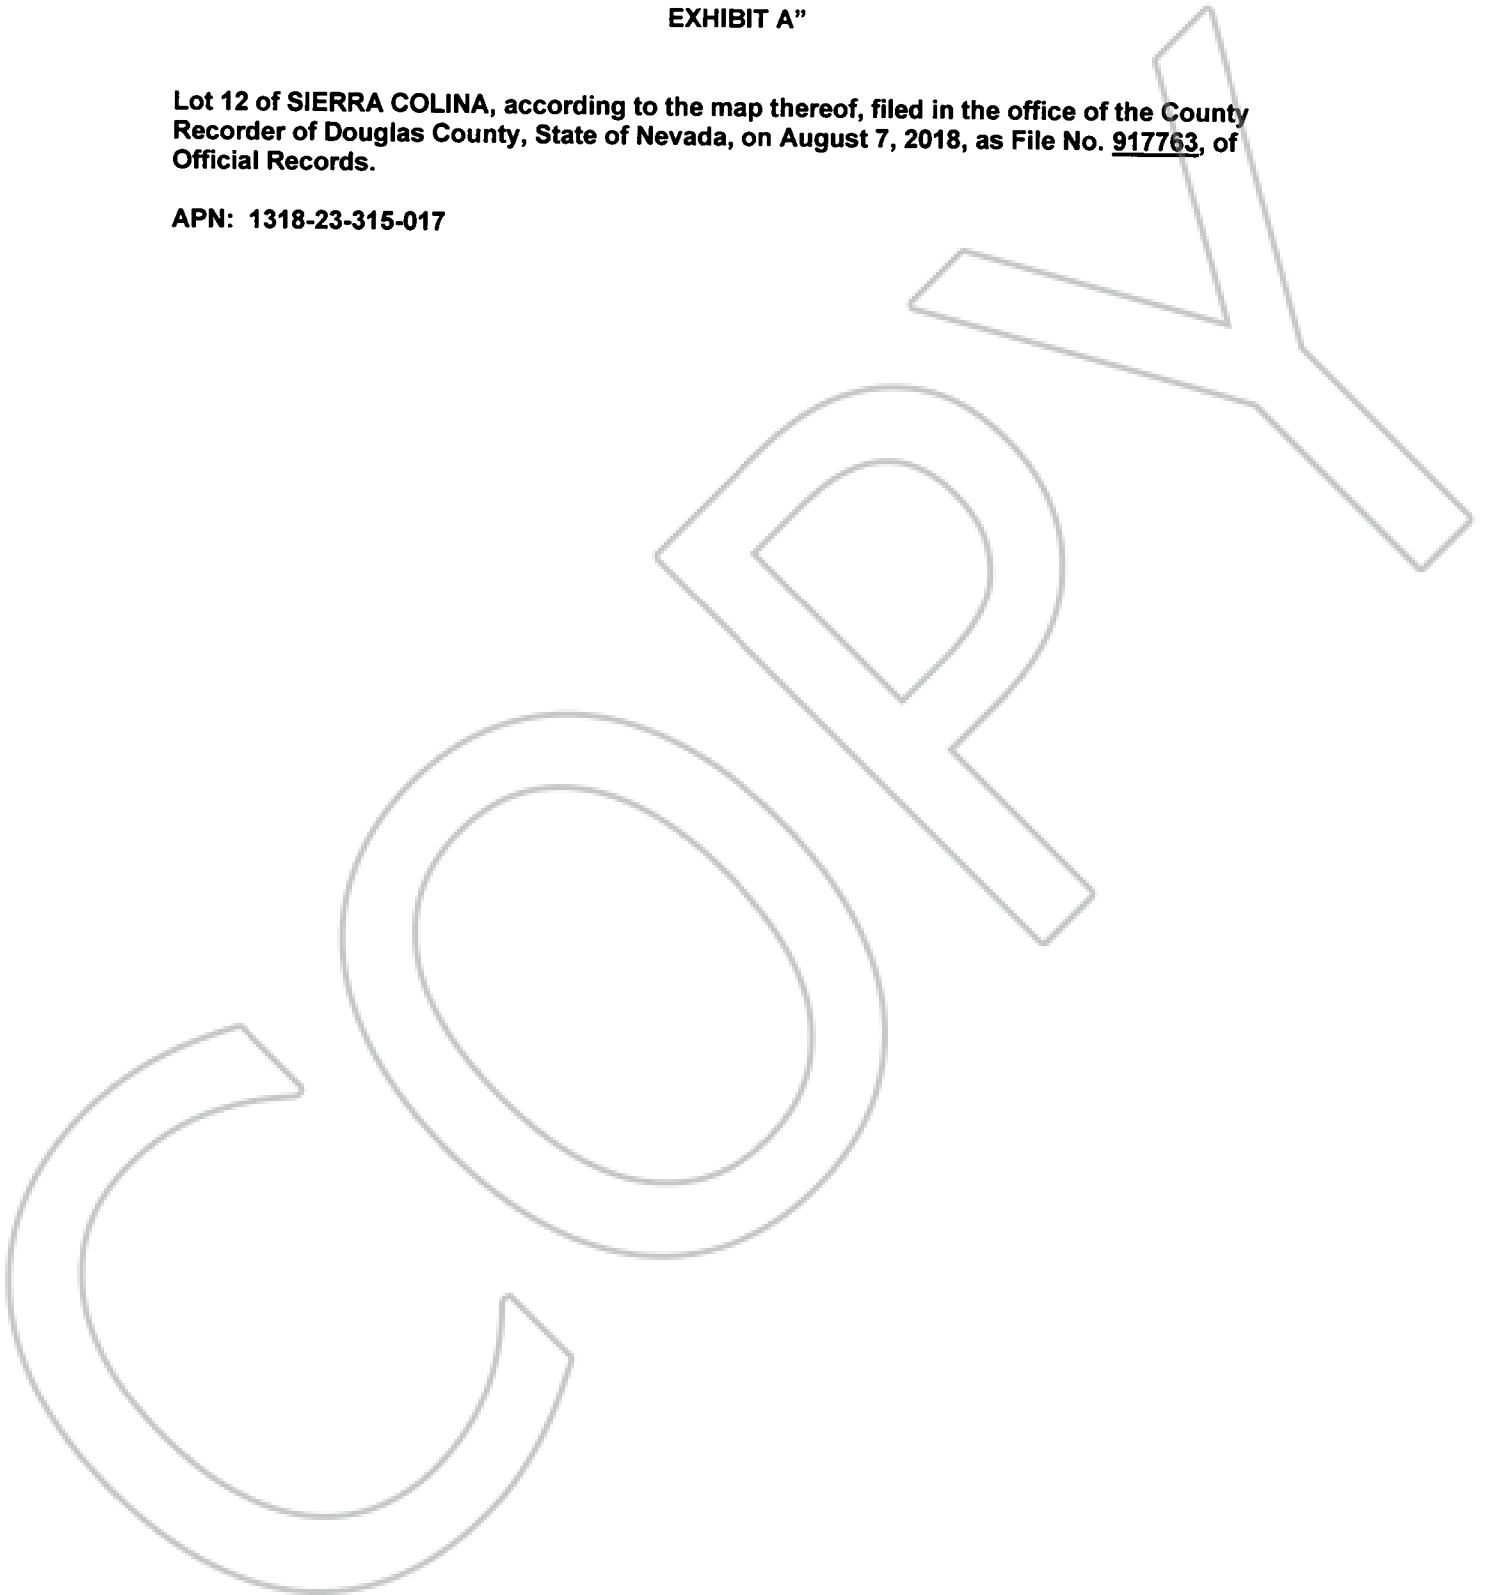 EXHIBIT A”
Lot 12 of SIERRA COLINA, according to the map thereof, filed in the office of the County
Recorder of Douglas County, State of Nevada, on August 7, 2018, as File No. 917763, of
Official Records.
APN: 1318-23-315-017
COPY